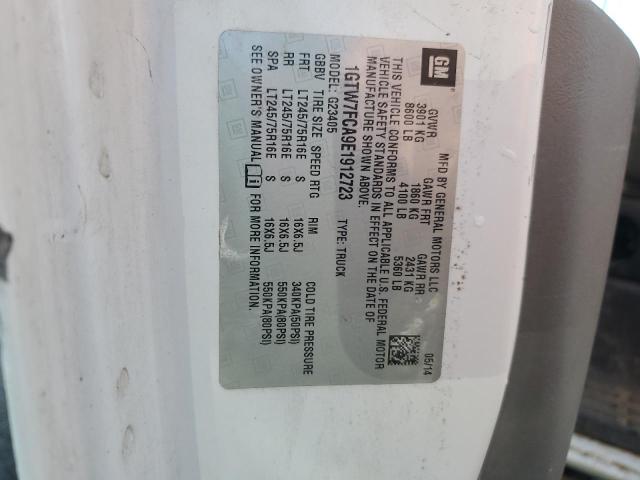 GM
MFD BY GENERAL MOTORS LLC
05/14
GVWR GAWR FRT GAWR RR
3901 KG 1860 KG 2431 KG
8600 LB 4100 LB 5360 LB
THIS VEHICLE CONFORMS TO ALL APPLICABLE U.S. FEDERAL MOTOR
VEHICLE SAFETY STANDARDS IN EFFECT ON THE DATE OF
MANUFACTURE SHOWN ABOVE.
1GTW7FCA9E1912723 TYPE: TRUCK
MODEL: G23405
GBBV TIRE SIZE SPEED RTG RIM COLD TIRE PRESSURE
FRT LT245/75R16E S 16X6.5J 340KPA(50PSI)
RR LT245/75R16E S 16X6.5J 550KPA(80PSI)
SPA LT245/75R16E S 16X6.5J 550KPA(80PSI)
SEE OWNER'S MANUAL FOR MORE INFORMATION.